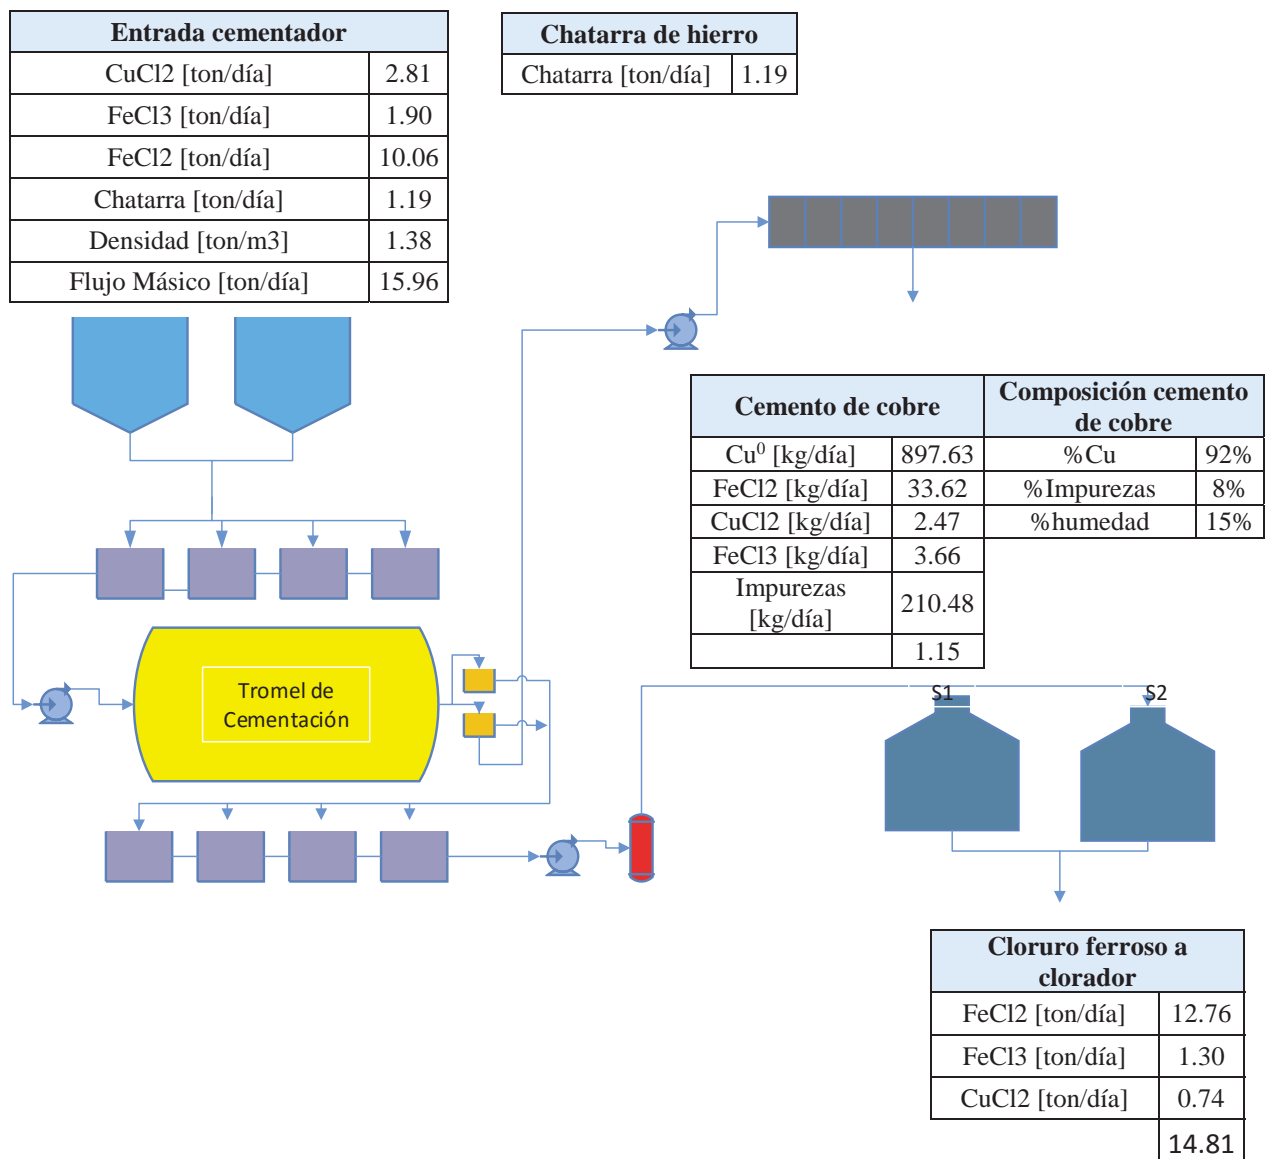 Entrada cementador
CuCl2 [ton/día] 2.81
FeCl3 [ton/día] 1.90
FeCl2 [ton/día] 10.06
Chatarra [ton/día] 1.19
Densidad [ton/m3] 1.38
Flujo Másico [ton/día] 15.96
Chatarra de hierro
Chatarra [ton/día] 1.19
Cemento de cobre
Composición cemento
de cobre
Cu⁰ [kg/día] 897.63 %Cu 92%
FeCl2 [kg/día] 33.62 %Impurezas 8%
CuCl2 [kg/día] 2.47 %humedad 15%
FeCl3 [kg/día] 3.66
Impurezas
[kg/día] 210.48
1.15
Tromel de
Cementación
S1 S2
Cloruro ferroso a
clorador
FeCl2 [ton/día] 12.76
FeCl3 [ton/día] 1.30
CuCl2 [ton/día] 0.74
14.81